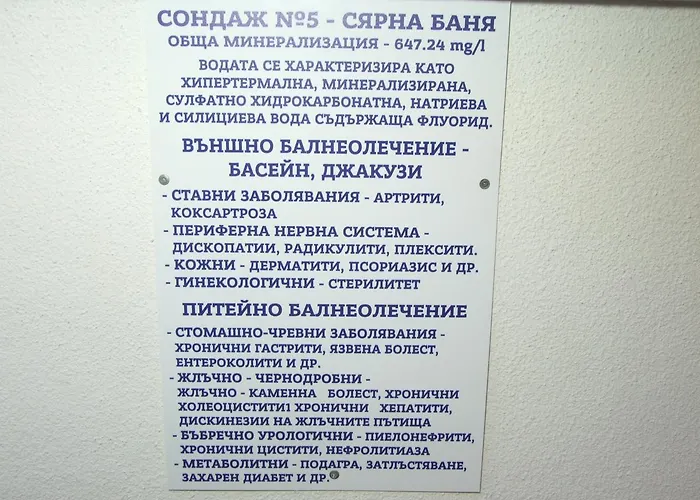 СОНДАЖ №5 - СЯРНА БАНЯ
ОБЩА МИНЕРАЛИЗАЦИЯ - 647.24 mg/l
ВОДАТА СЕ ХАРАКТЕРИЗИРА КАТО
ХИПЕРТЕРМАЛНА, МИНЕРАЛИЗИРАНА,
СУЛФАТНО ХИДРОКАРБОНАТНА, НАТРИЕВА
И СИЛИЦИЕВА ВОДА СЪДЪРЖАЩА ФЛУОРИД.
ВЪНШНО БАЛНЕОЛЕЧЕНИЕ -
БАСЕЙН, ДЖАКУЗИ
- СТАВНИ ЗАБОЛЯВАНИЯ - АРТРИТИ,
КОКСАРТРОЗА
- ПЕРИФЕРНА НЕРВНА СИСТЕМА -
ДИСКОПАТИИ, РАДИКУЛИТИ, ПЛЕКСИТИ.
- КОЖНИ - ДЕРМАТИТИ, ПСОРИАЗИС И ДР.
- ГИНЕКОЛОГИЧНИ - СТЕРИЛИТЕТ
ПИТЕЙНО БАЛНЕОЛЕЧЕНИЕ
- СТОМАШНО-ЧРЕВНИ ЗАБОЛЯВАНИЯ -
ХРОНИЧНИ ГАСТРИТИ, ЯЗВЕНА БОЛЕСТ,
ЕНТЕРОКОЛИТИ И ДР.
- ЖЛЪЧНО - ЧЕРНОДРОБНИ -
ЖЛЪЧНО - КАМЕННА БОЛЕСТ, ХРОНИЧНИ
ХОЛЕОЦИСТИТИ1 ХРОНИЧНИ ХЕПАТИТИ,
ДИСКИНЕЗИИ НА ЖЛЪЧНИТЕ ПЪТИЩА
- БЪБРЕЧНО УРОЛОГИЧНИ - ПИЕЛОНЕФРИТИ,
ХРОНИЧНИ ЦИСТИТИ, НЕФРОЛИТИАЗА
- МЕТАБОЛИТНИ - ПОДАГРА, ЗАТЛЪСТЯВАНЕ,
ЗАХАРЕН ДИАБЕТ И ДР.